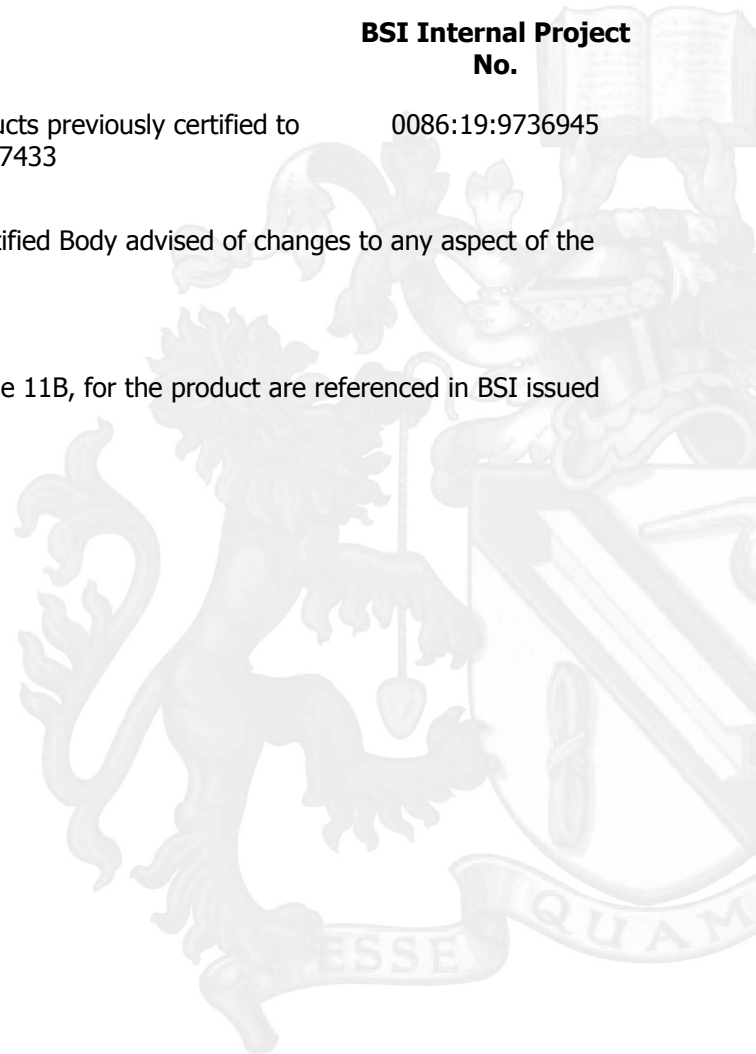 BSI Internal Project
No.
ucts previously certified to 0086:19:9736945
7433
tified Body advised of changes to any aspect of the
e 11B, for the product are referenced in BSI issued
ESSE QUAM